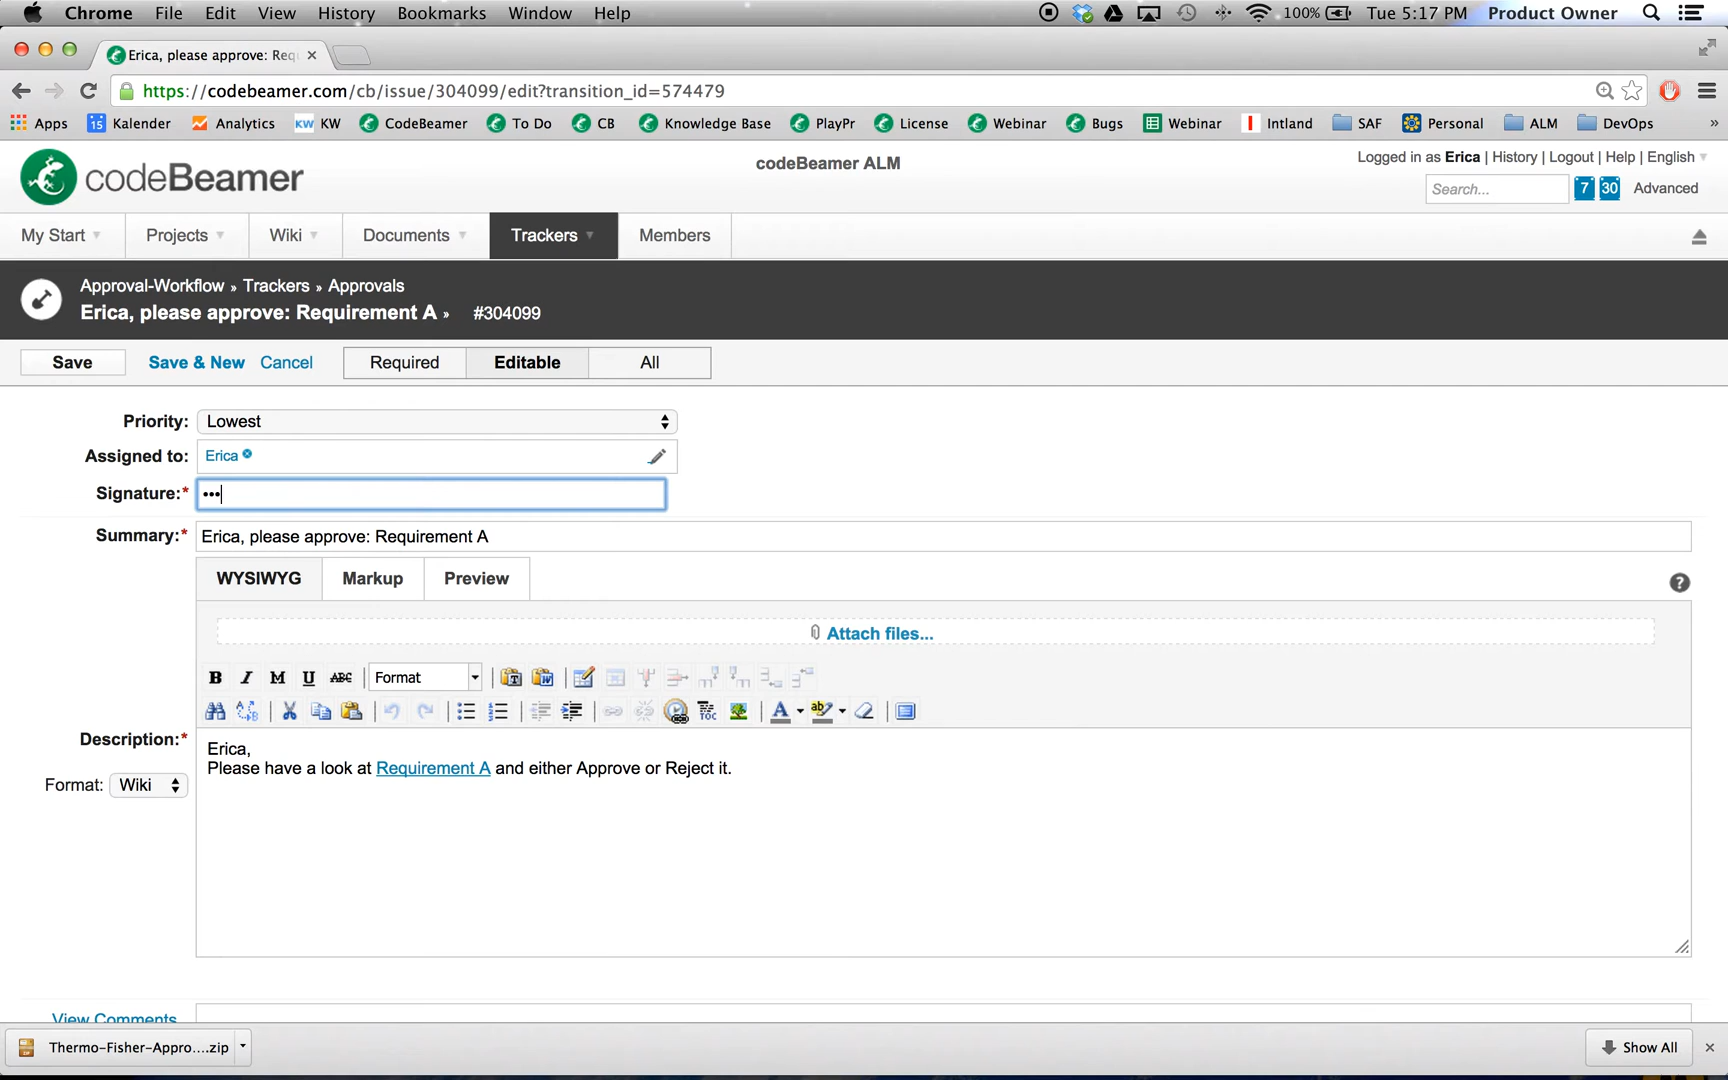 Chrome File Edit View History Bookmarks Window Help 100% Tue 5:17 PM Product Owner
Erica, please approve: Req
https://codebeamer.com/cb/issue/304099/edit?transition_id=574479
Apps 15 Kalender Analytics KW KW CodeBeamer To Do CB Knowledge Base PlayPr License Webinar Bugs Webinar Intland SAF Personal ALM DevOps »
codeBeamer
codeBeamer ALM
Logged in as Erica | History | Logout | Help | English
Search... 7 30 Advanced
My Start Projects Wiki Documents Trackers Members
Approval-Workflow » Trackers » Approvals
Erica, please approve: Requirement A » #304099
Save Save & New Cancel Required Editable All
Priority: Lowest
Assigned to: Erica
Signature:* •••
Summary:* Erica, please approve: Requirement A
WYSIWYG Markup Preview
Attach files...
B I M U ABC Format
TOC A ab
Description:*
Format: Wiki
Erica,
Please have a look at Requirement A and either Approve or Reject it.
View Comments
Thermo-Fisher-Appro....zip Show All